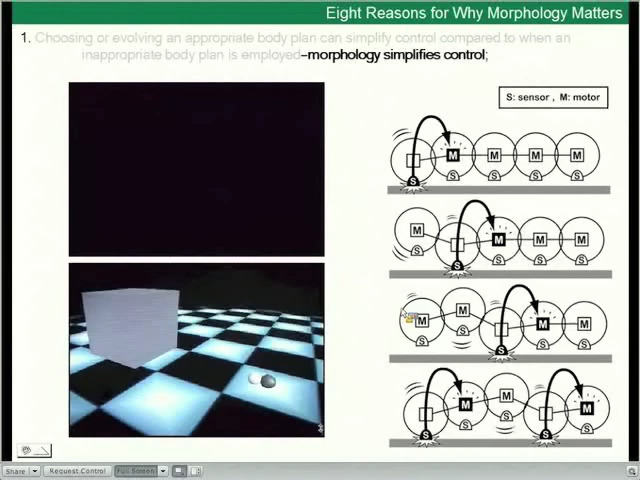 Eight Reasons for Why Morphology Matters
1. Choosing or evolving an appropriate body plan can simplify control compared to when an
inappropriate body plan is employed–morphology simplifies control;
S: sensor , M: motor
M M M M
S S S S S
M M M M
S S S S
M M M M
S S S S
M M M
S S S S
Share Request Control Full Screen